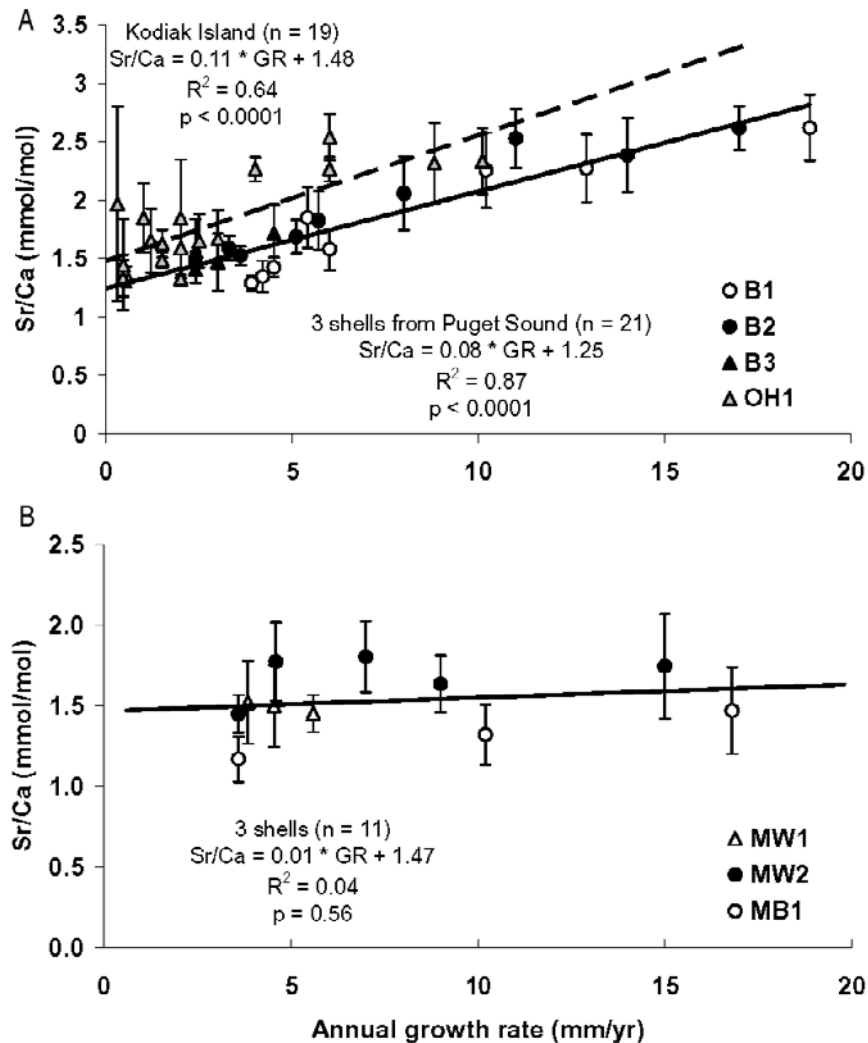 A
3.5
3
2.5
2
1.5
1
0.5
0
Sr/Ca (mmol/mol)
Kodiak Island (n = 19)
Sr/Ca = 0.11 * GR + 1.48
R² = 0.64
p < 0.0001
3 shells from Puget Sound (n = 21)
Sr/Ca = 0.08 * GR + 1.25
R² = 0.87
p < 0.0001
B1
B2
B3
OH1
0 5 10 15 20
B
2.5
2.0
1.5
1.0
0.5
0.0
Sr/Ca (mmol/mol)
3 shells (n = 11)
Sr/Ca = 0.01 * GR + 1.47
R² = 0.04
p = 0.56
MW1
MW2
MB1
0 5 10 15 20
Annual growth rate (mm/yr)